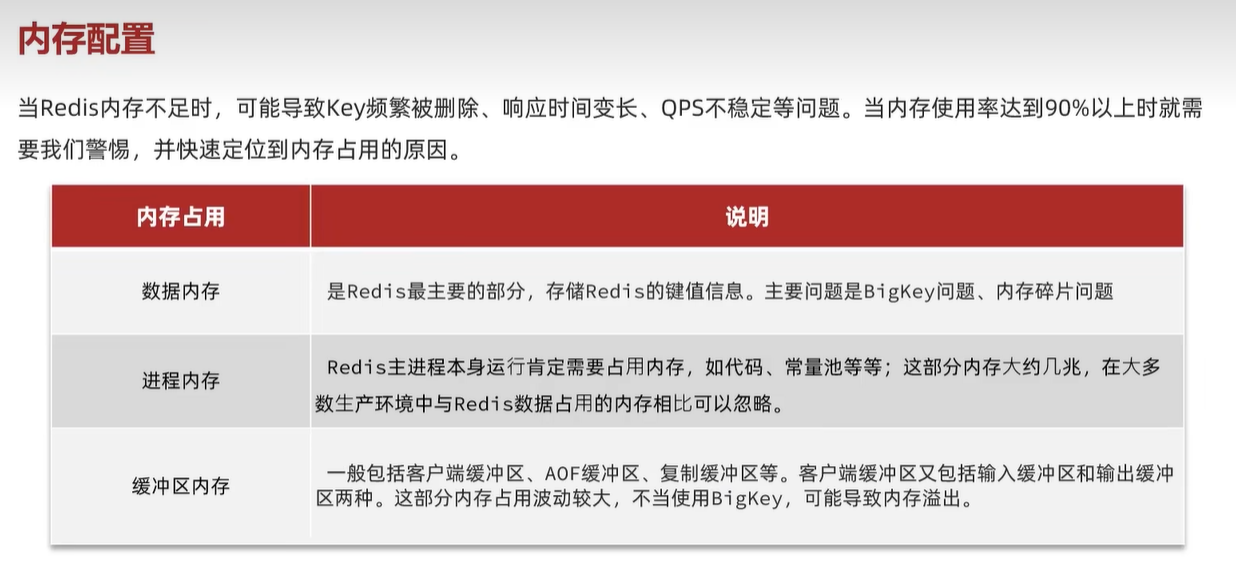 内存配置
当Redis内存不足时，可能导致Key频繁被删除、响应时间变长、QPS不稳定等问题。当内存使用率达到90%以上时就需
要我们警惕，并快速定位到内存占用的原因。
内存占用 说明
数据内存 是Redis最主要的部分，存储Redis的键值信息。主要问题是BigKey问题、内存碎片问题
进程内存
Redis主进程本身运行肯定需要占用内存，如代码、常量池等等；这部分内存大约几兆，在大多
数生产环境中与Redis数据占用的内存相比可以忽略。
缓冲区内存
一般包括客户端缓冲区、AOF缓冲区、复制缓冲区等。客户端缓冲区又包括输入缓冲区和输出缓冲
区两种。这部分内存占用波动较大，不当使用BigKey，可能导致内存溢出。